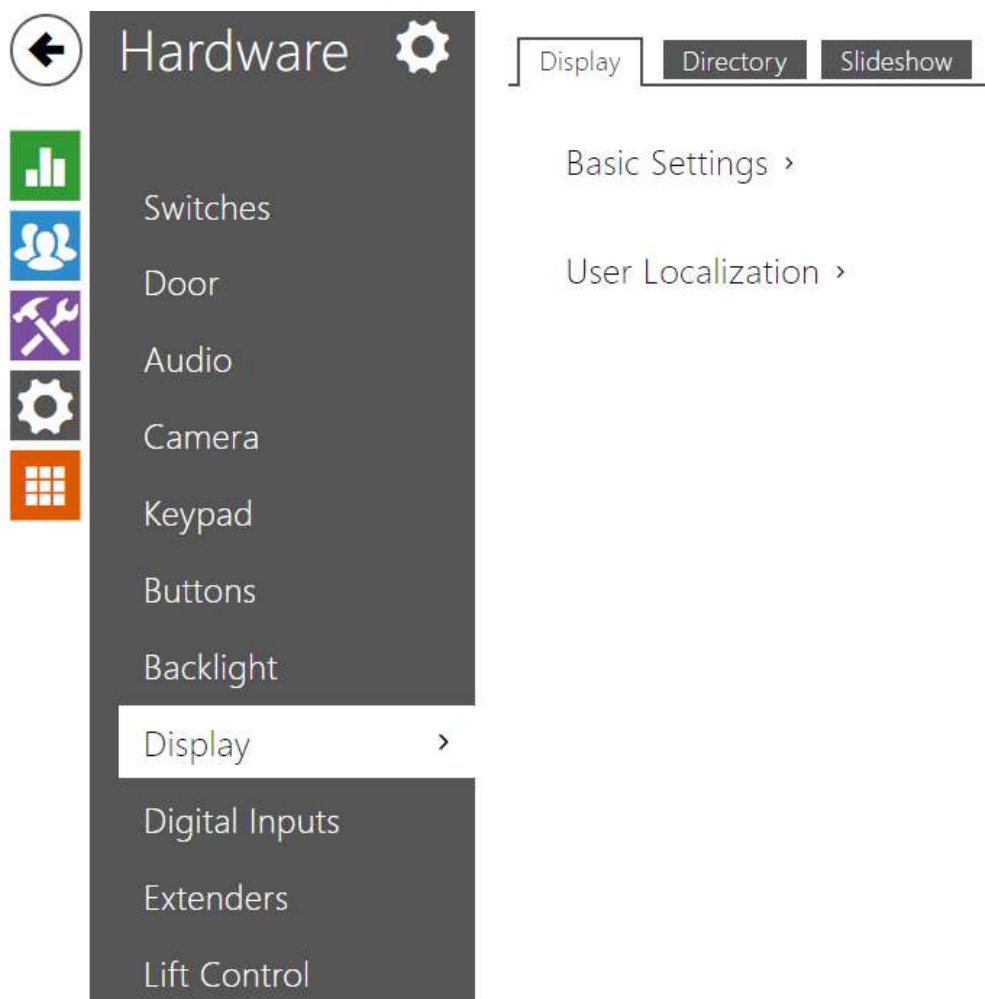 Hardware
Switches
Door
Audio
Camera
Keypad
Buttons
Backlight
Display
Digital Inputs
Extenders
Lift Control
Display
Directory
Slideshow
Basic Settings
User Localization